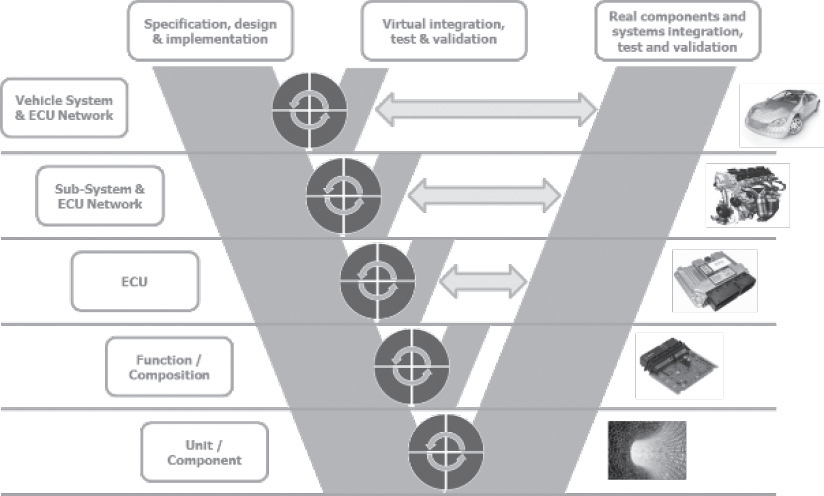 Specification, design
& implementation
Virtual integration,
test & validation
Real components and
systems integration,
test and validation
Vehicle System
& ECU Network
Sub-System &
ECU Network
ECU
Function /
Composition
Unit /
Component